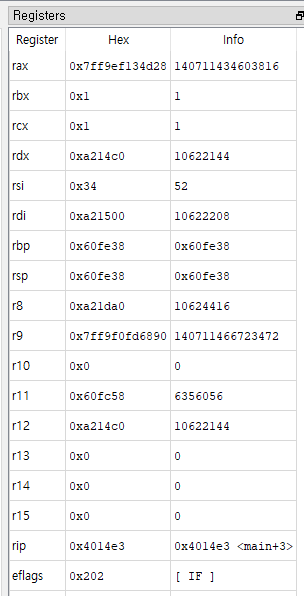 Registers
Register Hex Info
rax 0x7ff9ef134d28 140711434603816
rbx 0x1 1
rcx 0x1 1
rdx 0xa214c0 10622144
rsi 0x34 52
rdi 0xa21500 10622208
rbp 0x60fe38 0x60fe38
rsp 0x60fe38 0x60fe38
r8 0xa21da0 10624416
r9 0x7ff9f0fd6890 140711466723472
r10 0x0 0
r11 0x60fc58 6356056
r12 0xa214c0 10622144
r13 0x0 0
r14 0x0 0
r15 0x0 0
rip 0x4014e3 0x4014e3 <main+3>
eflags 0x202 [ IF ]